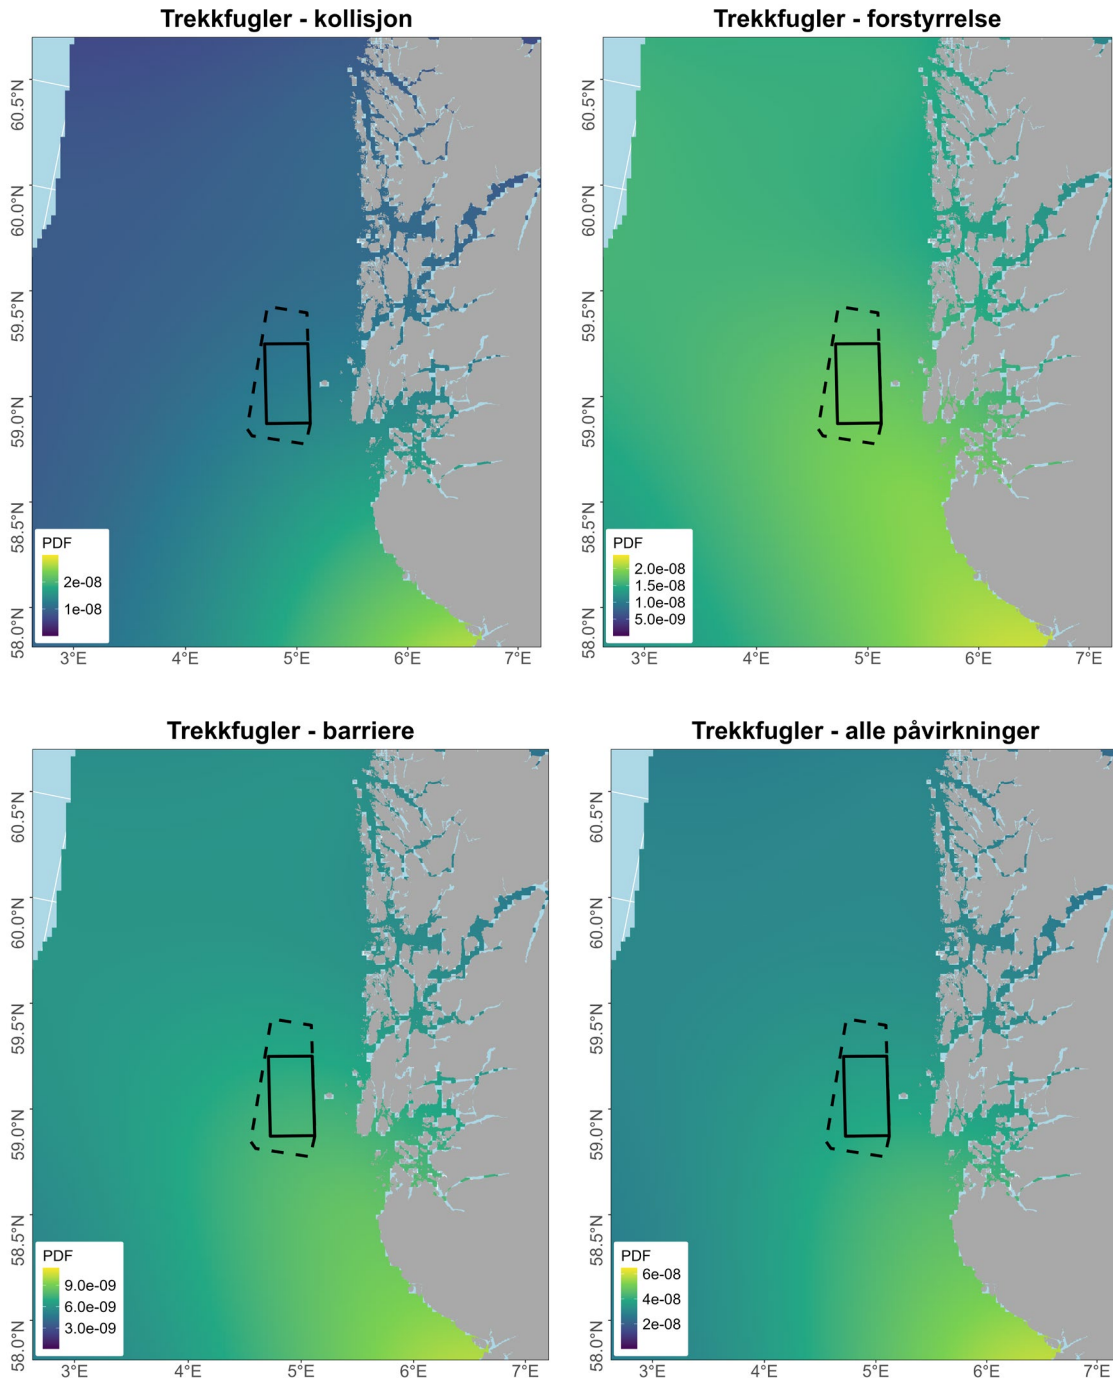 Trekkfugler - kollisjon
60.5°N
60.0°N
59.5°N
59.0°N
58.5°N
58.0°N
PDF
2e-08
1e-08
3°E 4°E 5°E 6°E 7°E
Trekkfugler - forstyrrelse
60.5°N
60.0°N
59.5°N
59.0°N
58.5°N
58.0°N
PDF
2.0e-08
1.5e-08
1.0e-08
5.0e-09
3°E 4°E 5°E 6°E 7°E
Trekkfugler - barriere
60.5°N
60.0°N
59.5°N
59.0°N
58.5°N
58.0°N
PDF
9.0e-09
6.0e-09
3.0e-09
3°E 4°E 5°E 6°E 7°E
Trekkfugler - alle påvirkninger
60.5°N
60.0°N
59.5°N
59.0°N
58.5°N
58.0°N
PDF
6e-08
4e-08
2e-08
3°E 4°E 5°E 6°E 7°E